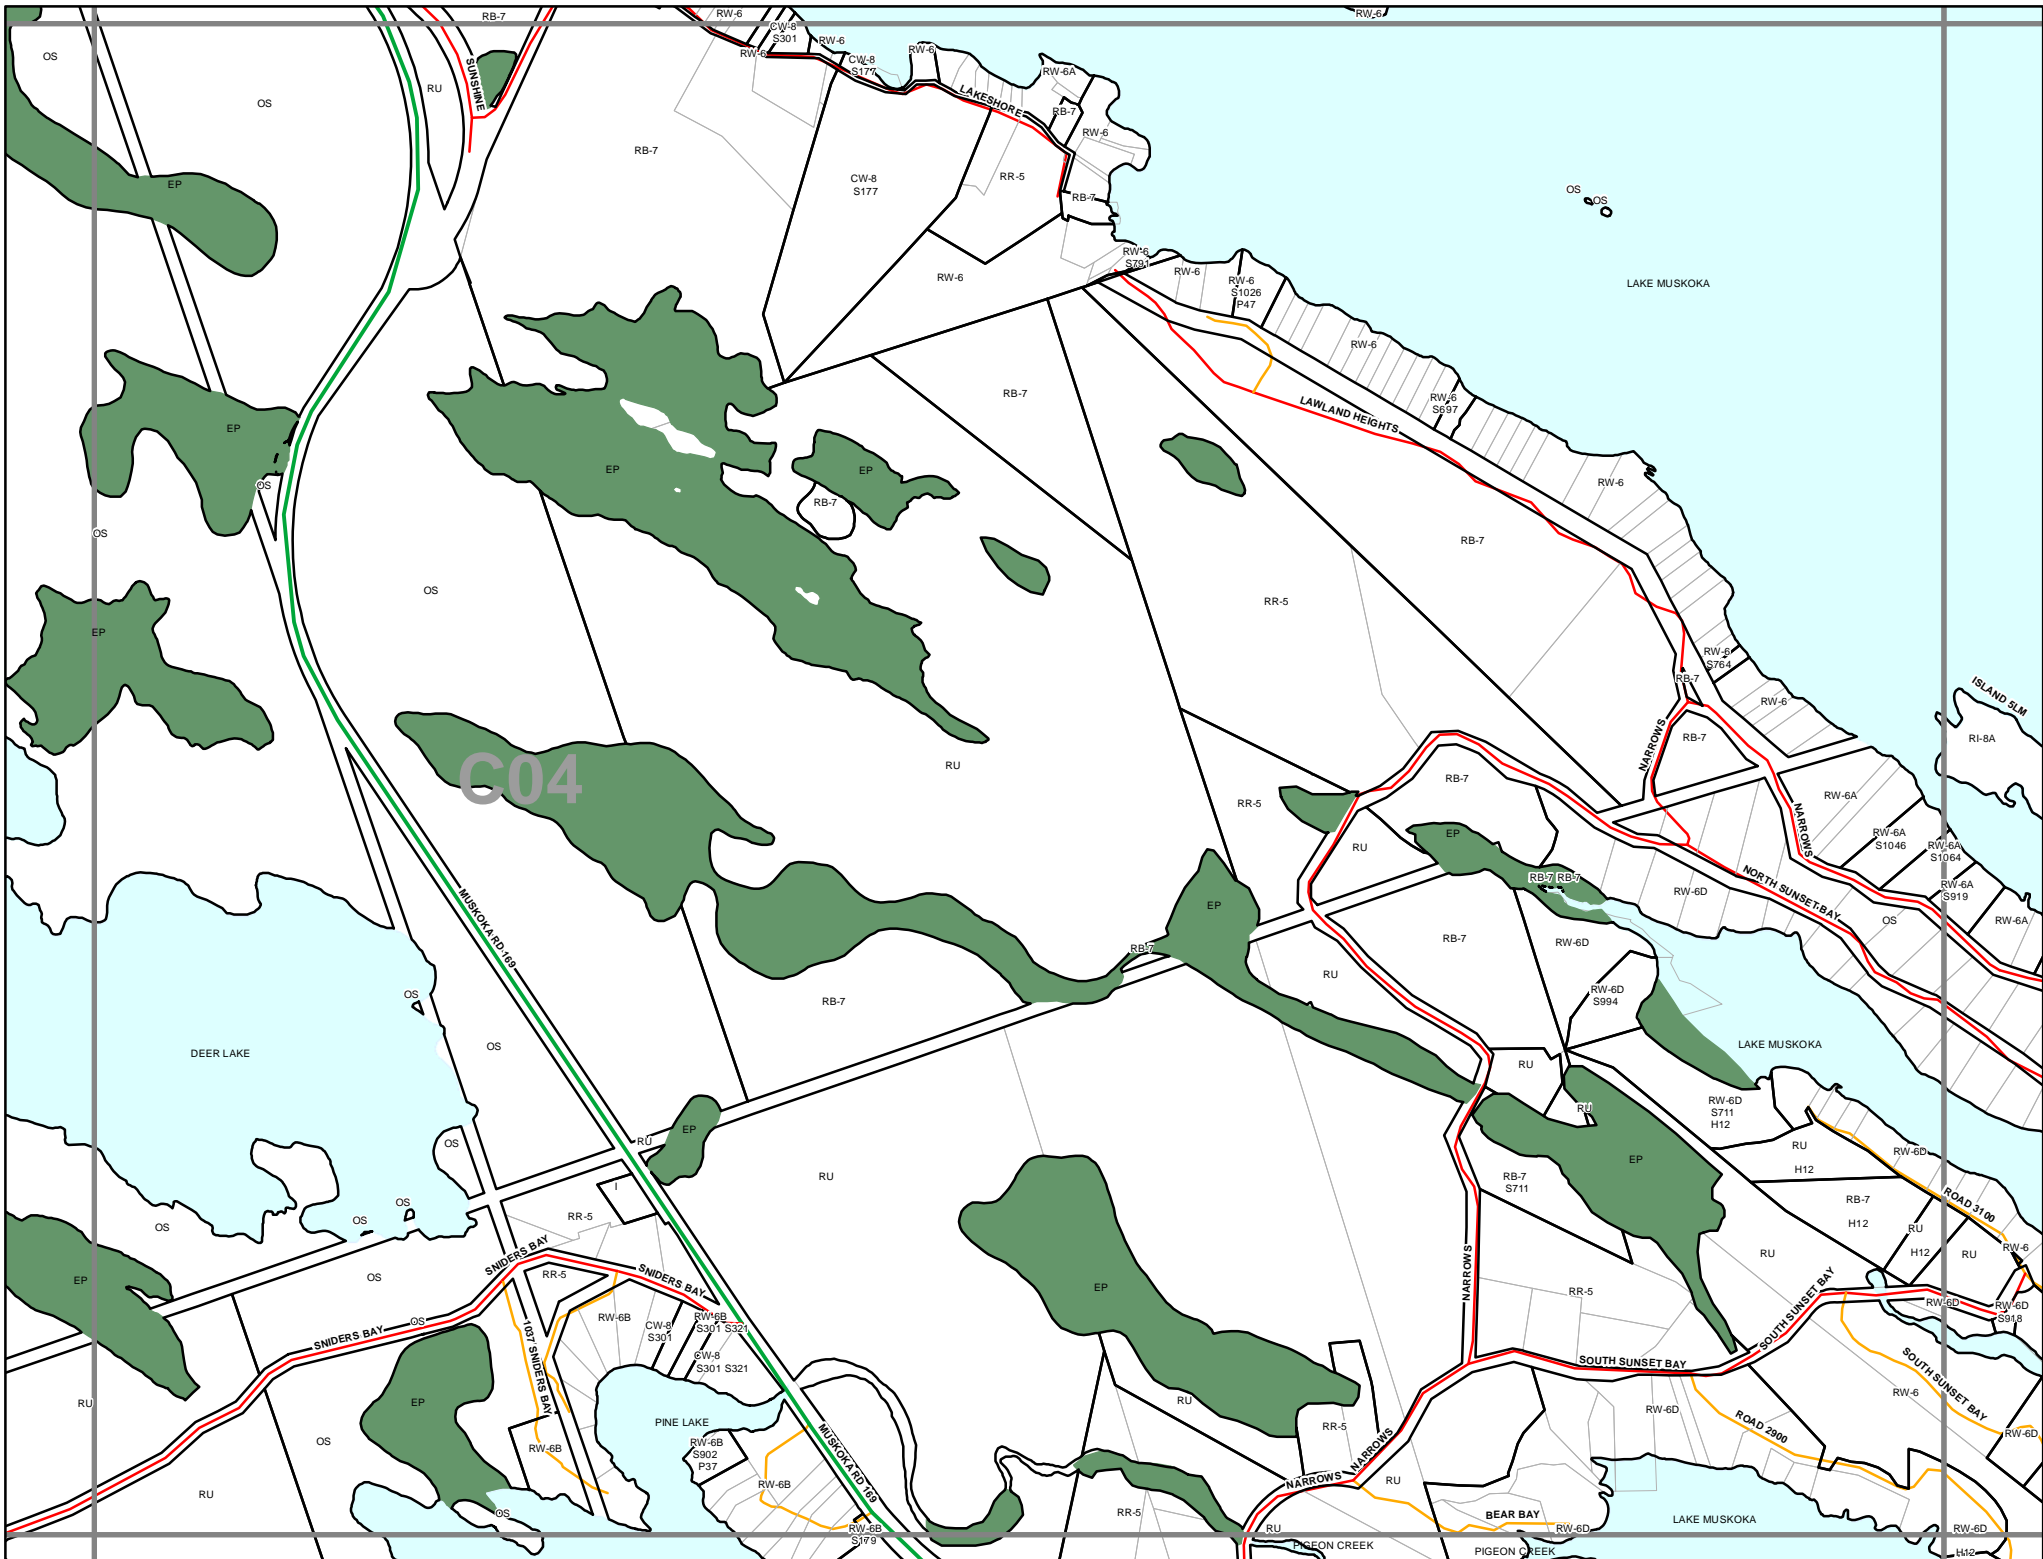 RB-7
RW-6
CW-8
S301
RW-6
RW-6
RW-6
RW-6
OS
OS
RU
SUNSHINE
CW-8
S177
RW-6A
LAKESHORE
RB-7
RW-6
RB-7
EP
CW-8
S177
RR-5
RB-7
OS
OS
RW-6
S791
RW-6
RW-6
RW-6
S1026
P47
LAKE MUSKOKA
RW-6
RB-7
RW-6
S697
LAWLAND HEIGHTS
EP
EP
EP
OS
RB-7
RW-6
OS
RB-7
OS
RR-5
EP
RW-6
S764
RB-7
RW-6
ISLAND 5LM
RI-8A
NARROWS
RB-7
C04
RU
RB-7
RR-5
RW-6A
NARROWS
EP
RU
RW-6A
S1046
RW-6A
S1064
RB-7
RB-7
RW-6D
NORTH SUNSET BAY
RW-6A
S919
RW-6A
OS
EP
MUSKOKA RD 169
RB-7
RB-7
RW-6D
RU
RW-6D
S994
OS
RB-7
OS
DEER LAKE
LAKE MUSKOKA
RU
RW-6D
S711
H12
RU
EP
RU
OS
RU
H12
RW-6D
EP
RU
RB-7
S711
I
OS
OS
OS
RR-5
RB-7
H12
ROAD 3100
RU
H12
RU
RU
RW-6
SNIDERS BAY
SNIDERS BAY
RR-5
OS
EP
EP
NARROWS
RR-5
SOUTH SUNSET BAY
RW-6D
RW-6D
S918
OS
SNIDERS BAY
RW-6B
CW-8
S301
RW-6B
S301 S321
CW-8
S301 S321
1037 SNIDERS BAY
SOUTH SUNSET BAY
SOUTH SUNSET BAY
RU
EP
RU
RW-6
RW-6D
ROAD 2900
PINE LAKE
RR-5
RW-6D
OS
RW-6B
RW-6B
S902
P37
MUSKOKA RD 169
NARROWS
NARROWS
RU
RW-6B
RU
OS
RR-5
BEAR BAY
LAKE MUSKOKA
RW-6B
S179
RU
RW-6D
RW-6D
PIGEON CREEK
PIGEON CREEK
H12